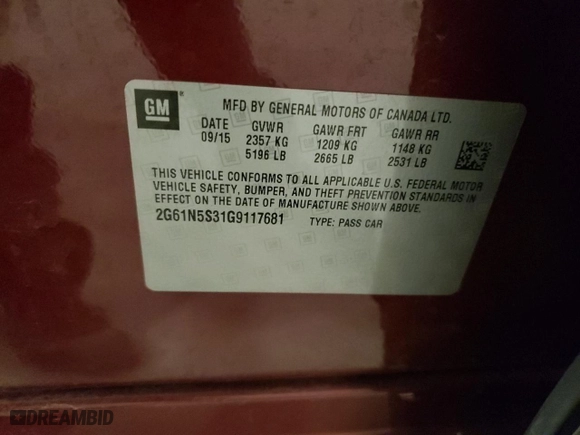 GM ®
MFD BY GENERAL MOTORS OF CANADA LTD.
DATE GVWR GAWR FRT GAWR RR
09/15 2357 KG 1209 KG 1148 KG
5196 LB 2665 LB 2531 LB
THIS VEHICLE CONFORMS TO ALL APPLICABLE U.S. FEDERAL MOTOR
VEHICLE SAFETY, BUMPER, AND THEFT PREVENTION STANDARDS IN
EFFECT ON THE DATE OF MANUFACTURE SHOWN ABOVE.
2G61N5S31G9117681 TYPE: PASS CAR
DREAMBID